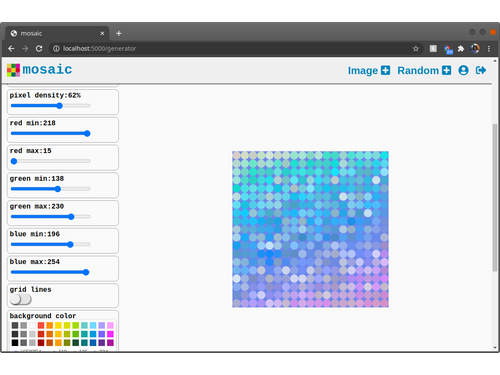 mosaic
localhost:5000/generator
mosaic
Image
Random
pixel density:62%
red min:218
red max:15
green min:138
green max:230
blue min:196
blue max:254
grid lines
background color